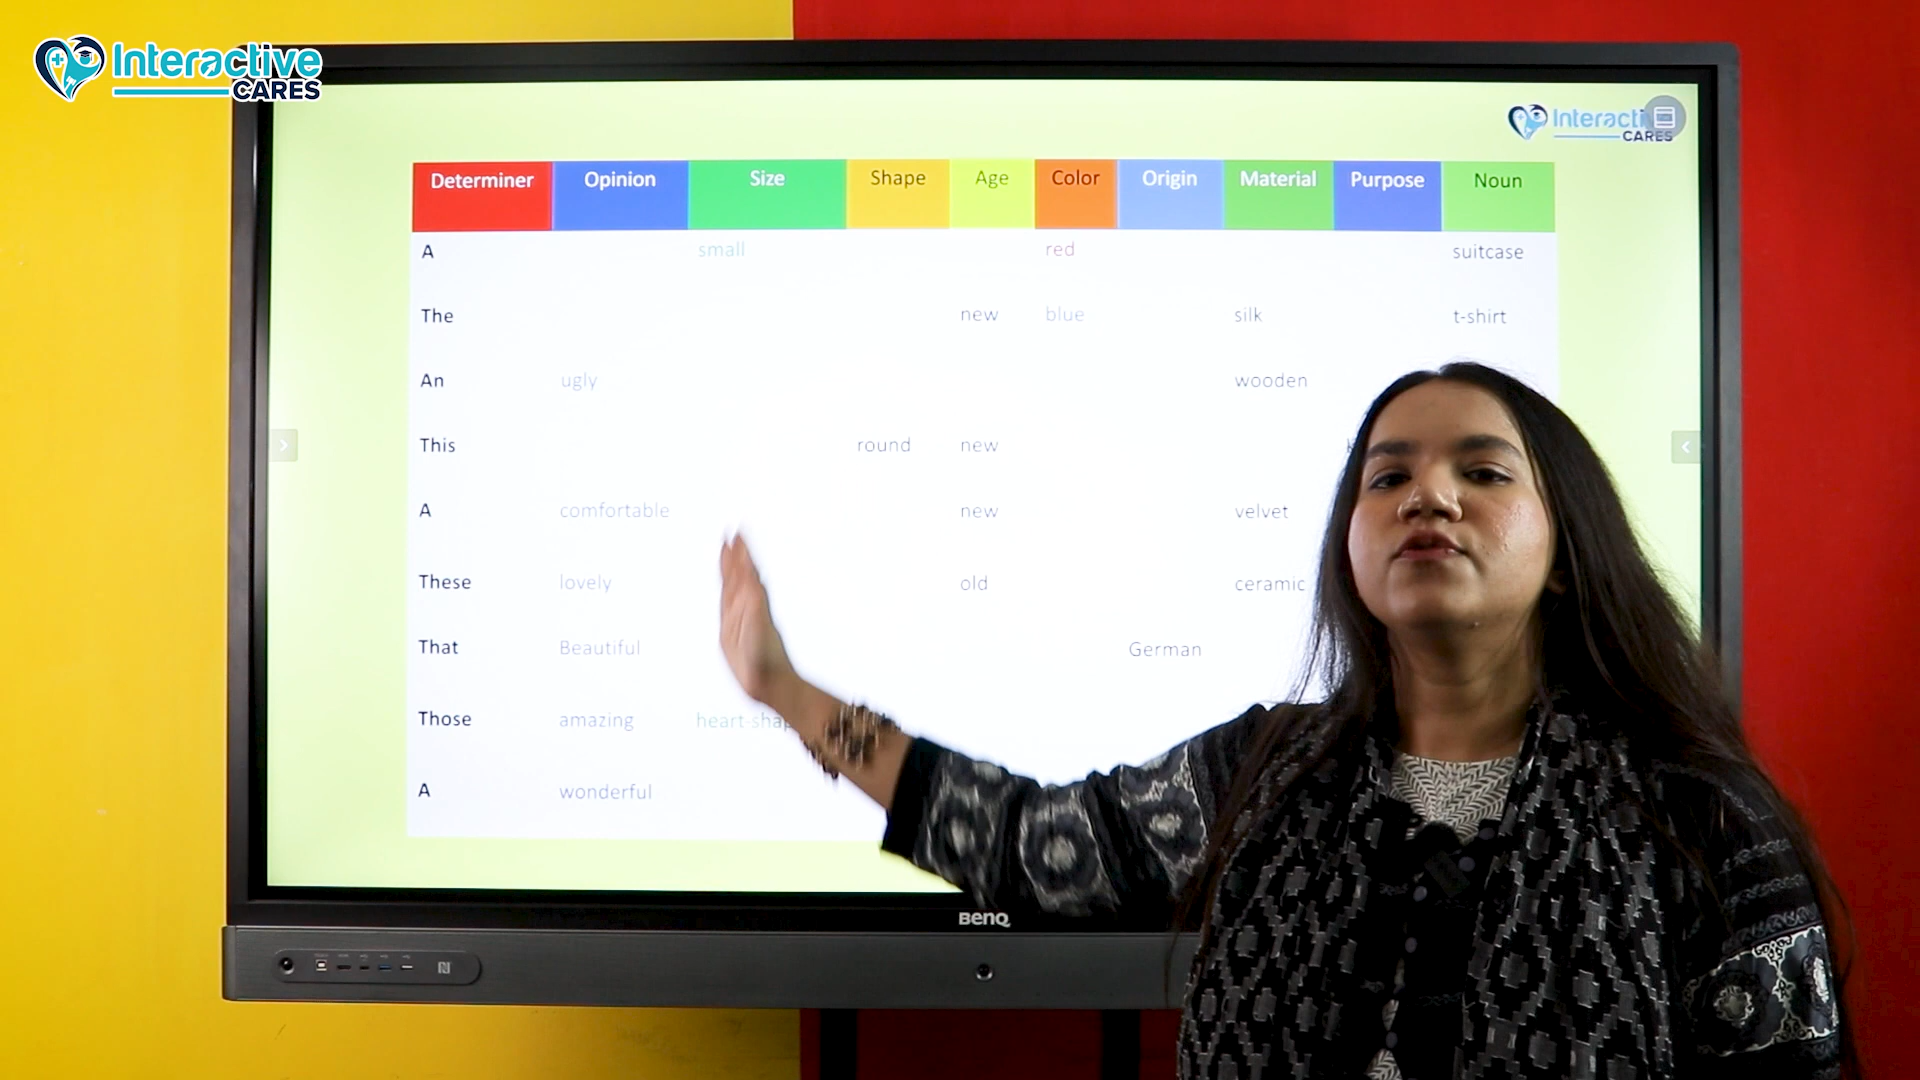 Interactive
CARES
Interacti
CARES
Determiner Opinion Size Shape Age Color Origin Material Purpose Noun
A small red suitcase
The new blue silk t-shirt
An ugly wooden
This round new
A comfortable new velvet
These lovely old ceramic
That Beautiful German
Those amazing
A wonderful
BenQ